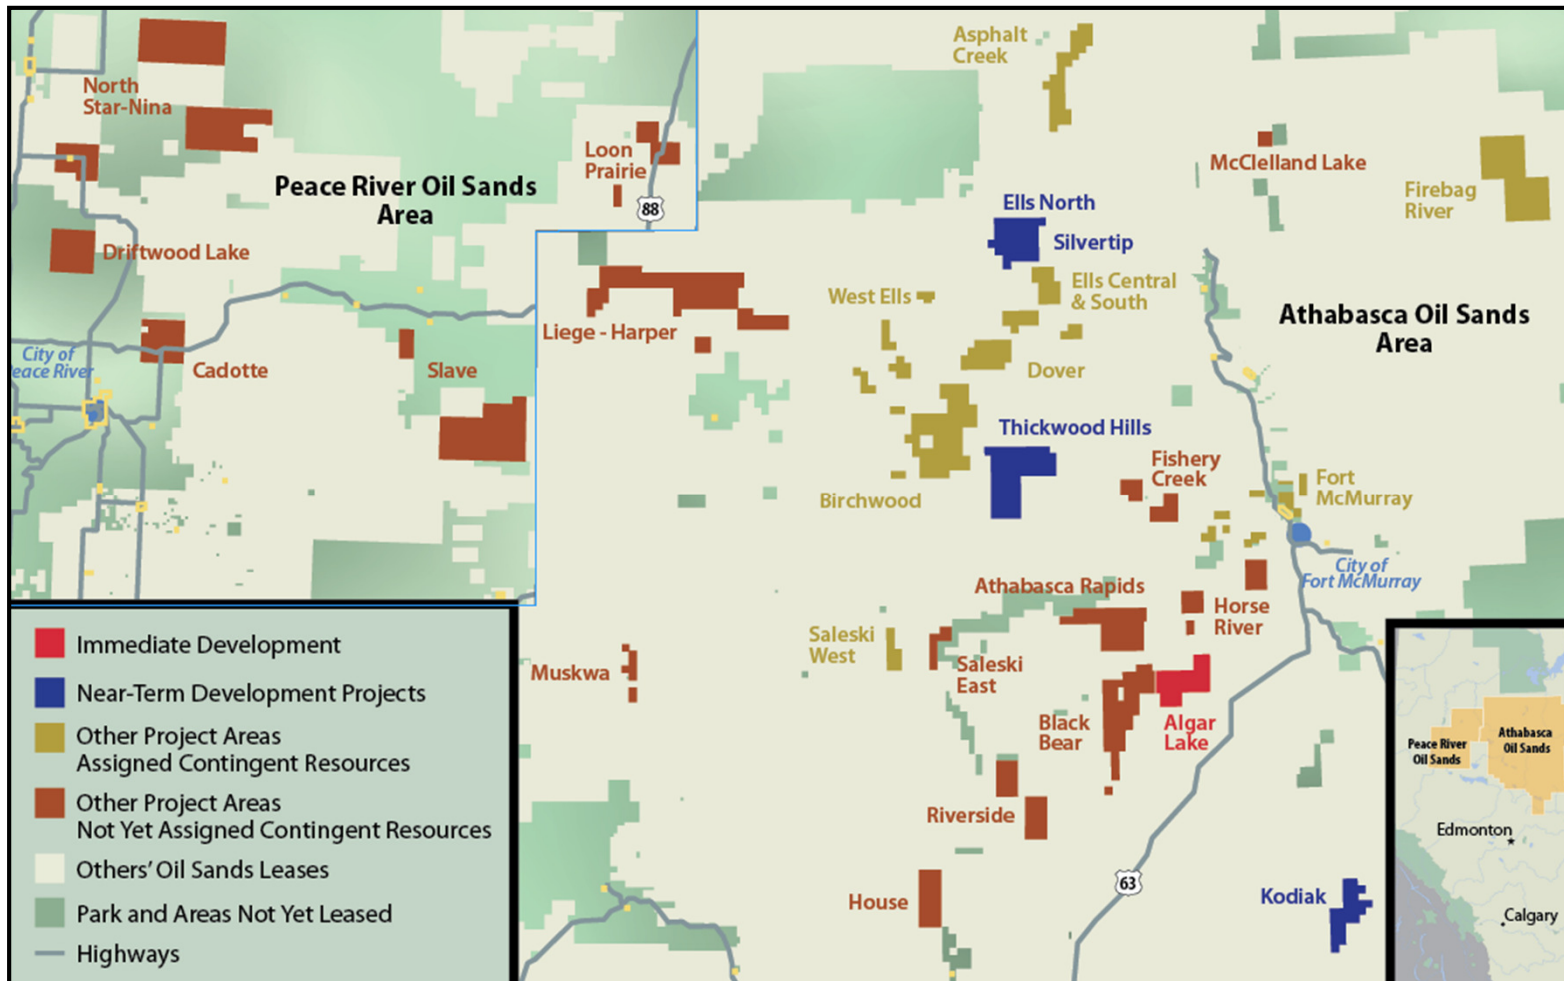 North
Star-Nina
Loon
Prairie
88
Peace River Oil Sands
Area
Driftwood Lake
City of
eace River
Cadotte
Slave
Asphalt
Creek
McClelland Lake
Firebag
River
Ells North
Silvertip
Ells Central
& South
West Ells
Liege - Harper
Dover
Athabasca Oil Sands
Area
Thickwood Hills
Birchwood
Fishery
Creek
Fort
McMurray
City of
Fort McMurray
Athabasca Rapids
Horse
River
Saleski
West
Saleski
East
Muskwa
Black
Bear
Algar
Lake
Riverside
House
63
Kodiak
Immediate Development
Near-Term Development Projects
Other Project Areas
Assigned Contingent Resources
Other Project Areas
Not Yet Assigned Contingent Resources
Others' Oil Sands Leases
Park and Areas Not Yet Leased
Highways
Peace River
Oil Sands
Athabasca
Oil Sands
Edmonton
Calgary